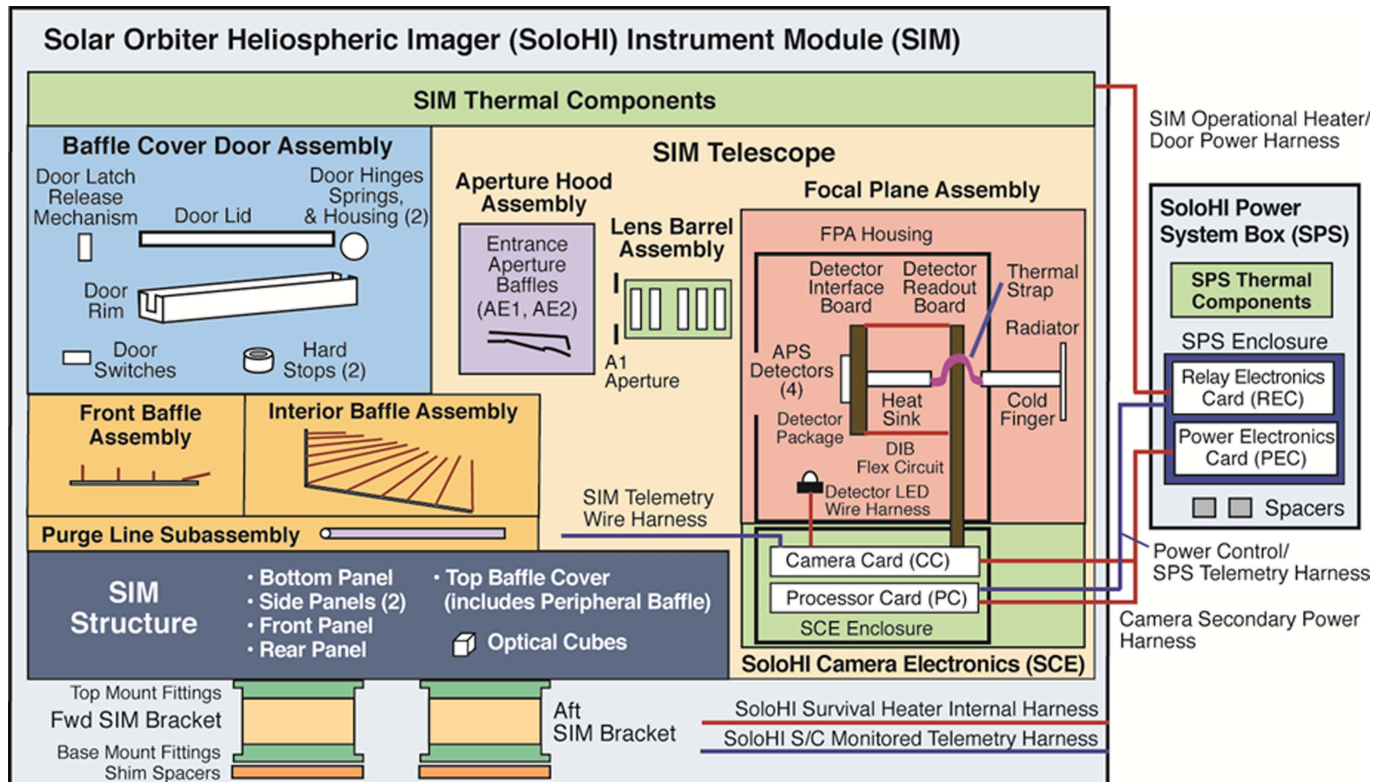 Solar Orbiter Heliospheric Imager (SoloHI) Instrument Module (SIM)
SIM Thermal Components
Baffle Cover Door Assembly
Door Latch
Release
Mechanism
Door Lid
Door Hinges
Springs,
& Housing (2)
Door
Rim
Door
Switches
Hard
Stops (2)
SIM Telescope
Aperture Hood
Assembly
Entrance
Aperture
Baffles
(AE1, AE2)
Lens Barrel
Assembly
A1
Aperture
Focal Plane Assembly
FPA Housing
Detector
Interface
Board
Detector
Readout
Board
Thermal
Strap
Radiator
APS
Detectors
(4)
Heat
Sink
Cold
Finger
Detector
Package
DIB
Flex Circuit
Detector LED
Wire Harness
Front Baffle
Assembly
Interior Baffle Assembly
SIM Telemetry
Wire Harness
Purge Line Subassembly
Camera Card (CC)
Processor Card (PC)
SCE Enclosure
SoloHI Camera Electronics (SCE)
SIM
Structure
• Bottom Panel
• Side Panels (2)
• Front Panel
• Rear Panel
• Top Baffle Cover
(includes Peripheral Baffle)
Optical Cubes
Top Mount Fittings
Fwd SIM Bracket
Base Mount Fittings
Shim Spacers
Aft
SIM Bracket
SoloHI Survival Heater Internal Harness
SoloHI S/C Monitored Telemetry Harness
SIM Operational Heater/
Door Power Harness
SoloHI Power
System Box (SPS)
SPS Thermal
Components
SPS Enclosure
Relay Electronics
Card (REC)
Power Electronics
Card (PEC)
Spacers
Power Control/
SPS Telemetry Harness
Camera Secondary Power
Harness